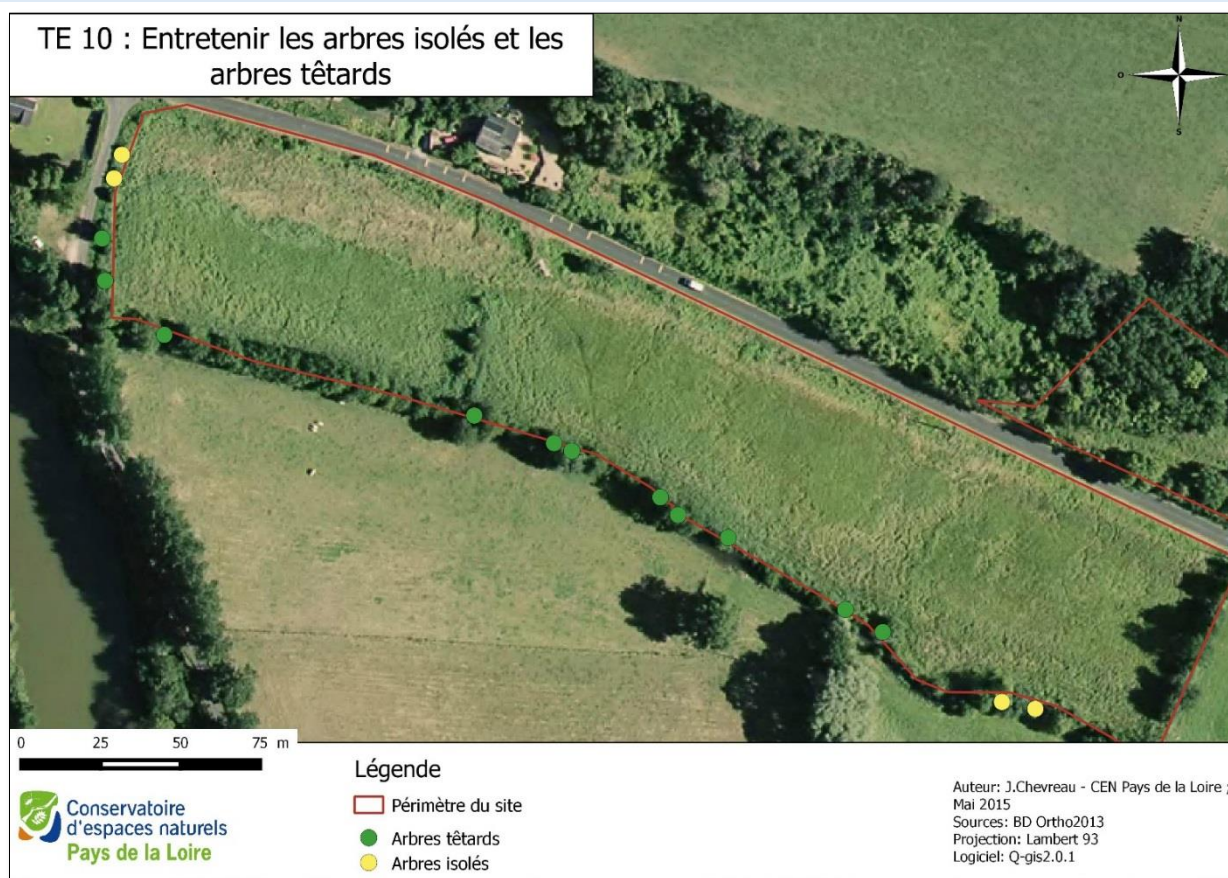 TE 10 : Entretenir les arbres isolés et les
arbres têtards
N
O
S
0 25 50 75 m
Légende
Périmètre du site
Arbres têtards
Arbres isolés
Conservatoire
d'espaces naturels
Pays de la Loire
Auteur: J.Chevreau - CEN Pays de la Loire ;
Mai 2015
Sources: BD Ortho2013
Projection: Lambert 93
Logiciel: Q-gis2.0.1